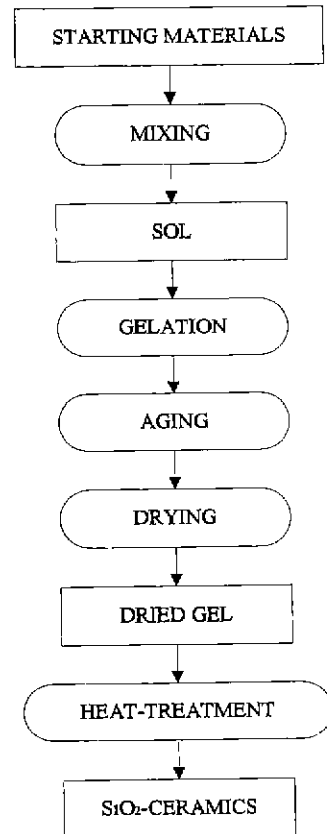 STARTING MATERIALS
MIXING
SOL
GELATION
AGING
DRYING
DRIED GEL
HEAT-TREATMENT
SiO₂-CERAMICS